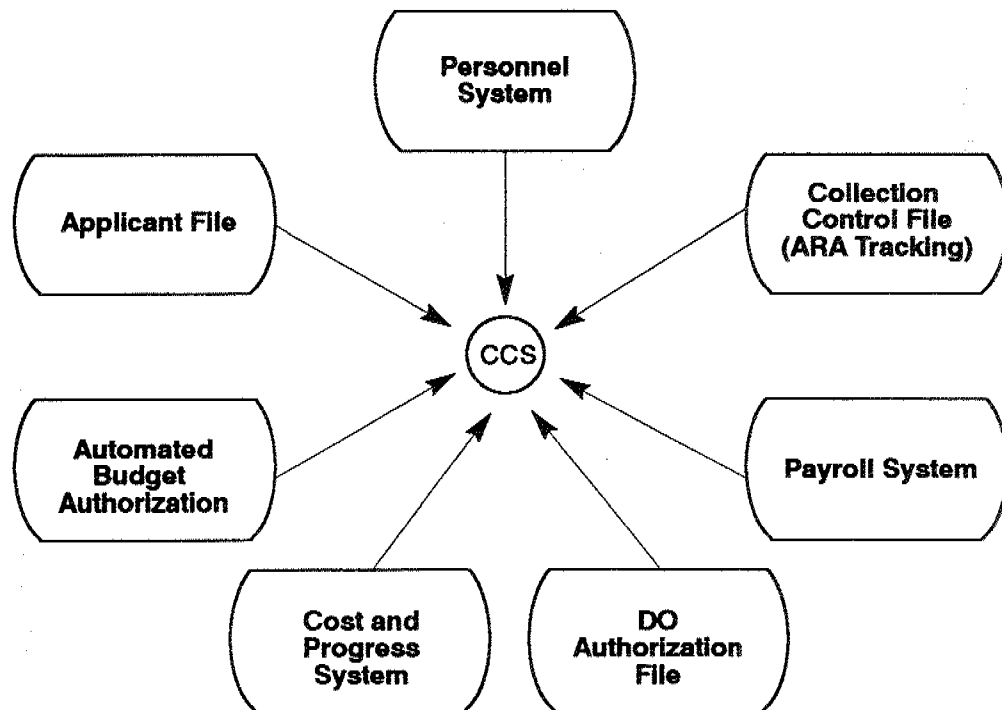 Personnel
System
Applicant File
Collection
Control File
(ARA Tracking)
CCS
Automated
Budget
Authorization
Payroll System
Cost and
Progress
System
DO
Authorization
File